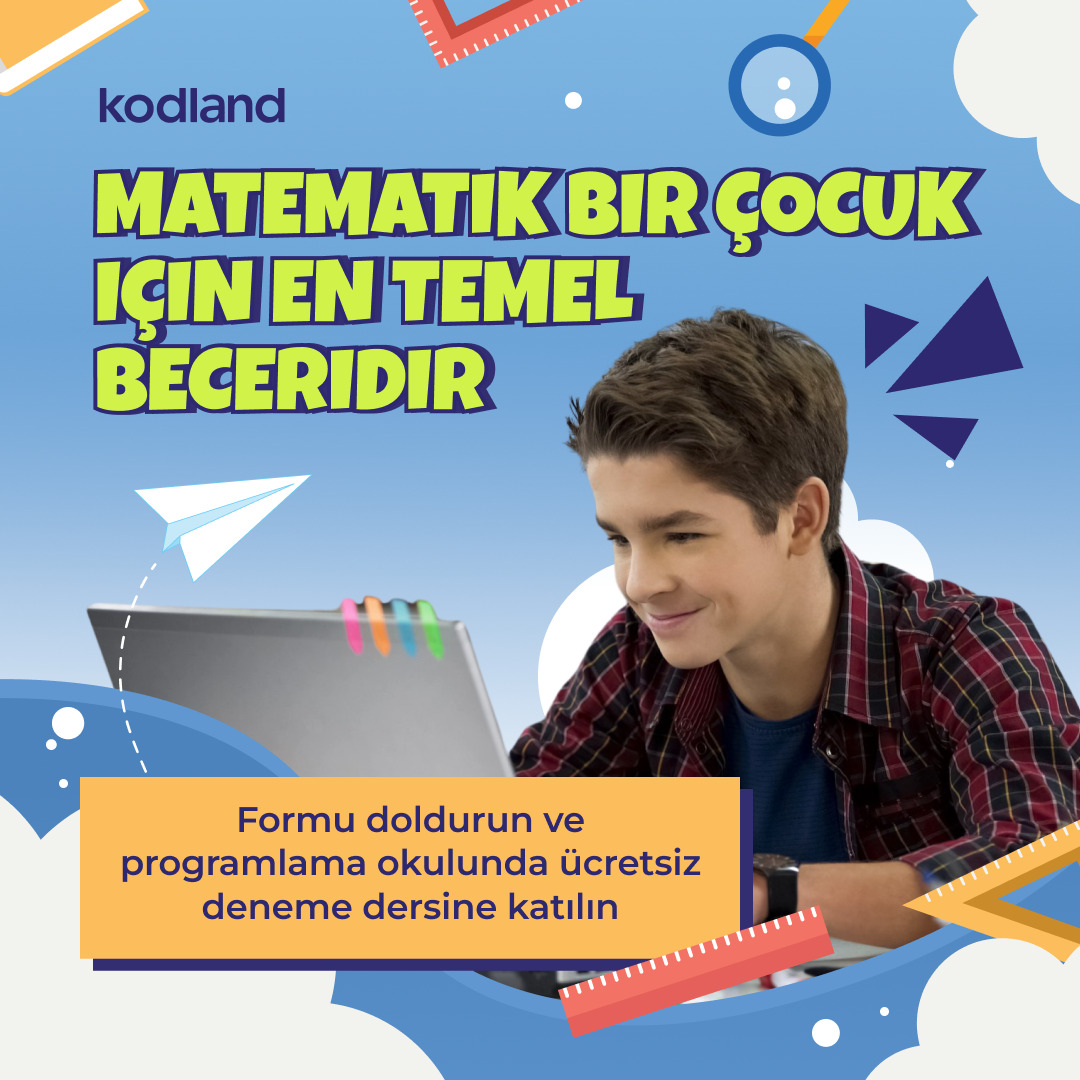 kodland
MATEMATIK BIR ÇOCUK
IÇIN EN TEMEL
BECERIDIR
Formu doldurun ve
programlama okulunda ücretsiz
deneme dersine katılın